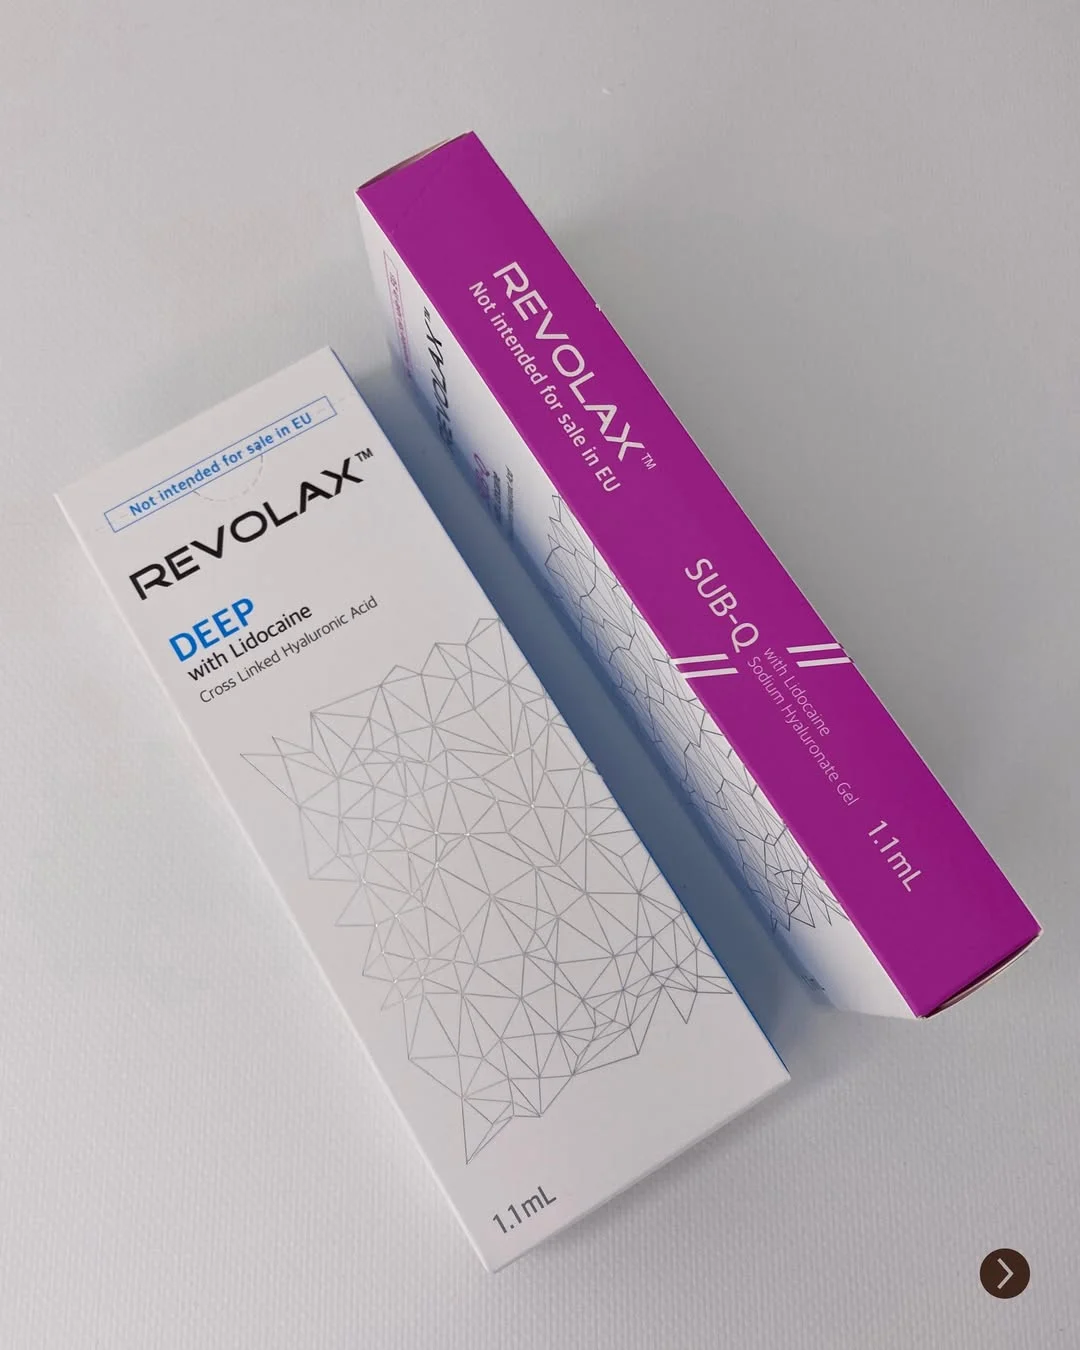 Not intended for sale in EU
REVOLAX™
DEEP
with Lidocaine
Cross Linked Hyaluronic Acid
1.1mL
REVOLAX™
REVOLAX™
Not intended for sale in EU
SUB-Q
with Lidocaine
Sodium Hyaluronate Gel
1.1mL